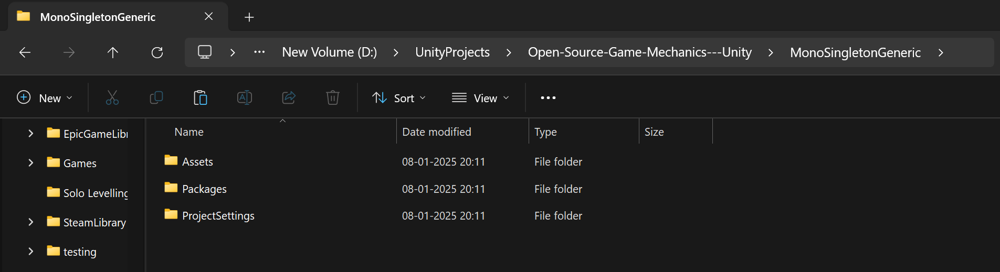 MonoSingletonGeneric
New Volume (D:) UnityProjects Open-Source-Game-Mechanics---Unity MonoSingletonGeneric
New Sort View
Name Date modified Type Size
EpicGameLibr
Games
Solo Levelling
SteamLibrary
testing
Assets 08-01-2025 20:11 File folder
Packages 08-01-2025 20:11 File folder
ProjectSettings 08-01-2025 20:11 File folder